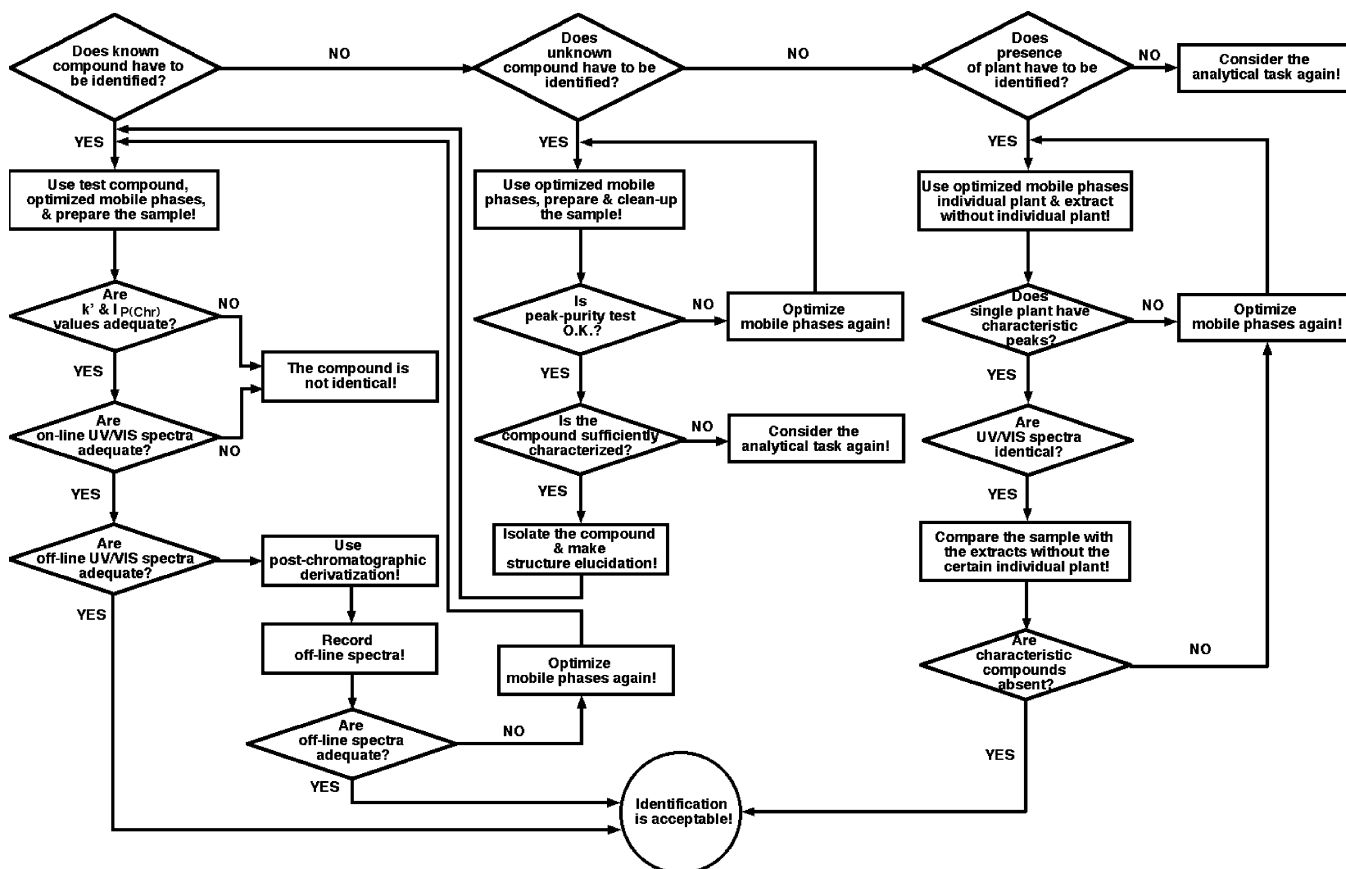 Does known
compound have to
be identified?
NO
Does
unknown
compound have to be
identified?
NO
Does
presence
of plant have to be
identified?
NO
Consider the
analytical task again!
YES
YES
YES
Use test compound,
optimized mobile phases,
& prepare the sample!
Use optimized mobile
phases, prepare & clean-up
the sample!
Use optimized mobile phases
individual plant & extract
without individual plant!
Are
k' & I P(Chr)
values adequate?
NO
Is
peak-purity test
O.K.?
NO
Optimize
mobile phases again!
Does
single plant have
characteristic
peaks?
NO
Optimize
mobile phases again!
YES
The compound is
not identical!
YES
YES
Are
on-line UV/VIS spectra
adequate?
NO
Is the
compound sufficiently
characterized?
NO
Consider the
analytical task again!
Are
UV/VIS spectra
identical?
YES
YES
YES
Are
off-line UV/VIS spectra
adequate?
Use
post-chromatographic
derivatization!
Isolate the compound
& make
structure elucidation!
Compare the sample with
the extracts without the
certain individual plant!
YES
Record
off-line spectra!
Optimize
mobile phases again!
Are
characteristic
compounds
absent?
NO
Are
off-line spectra
adequate?
NO
YES
YES
Identification
is acceptable!